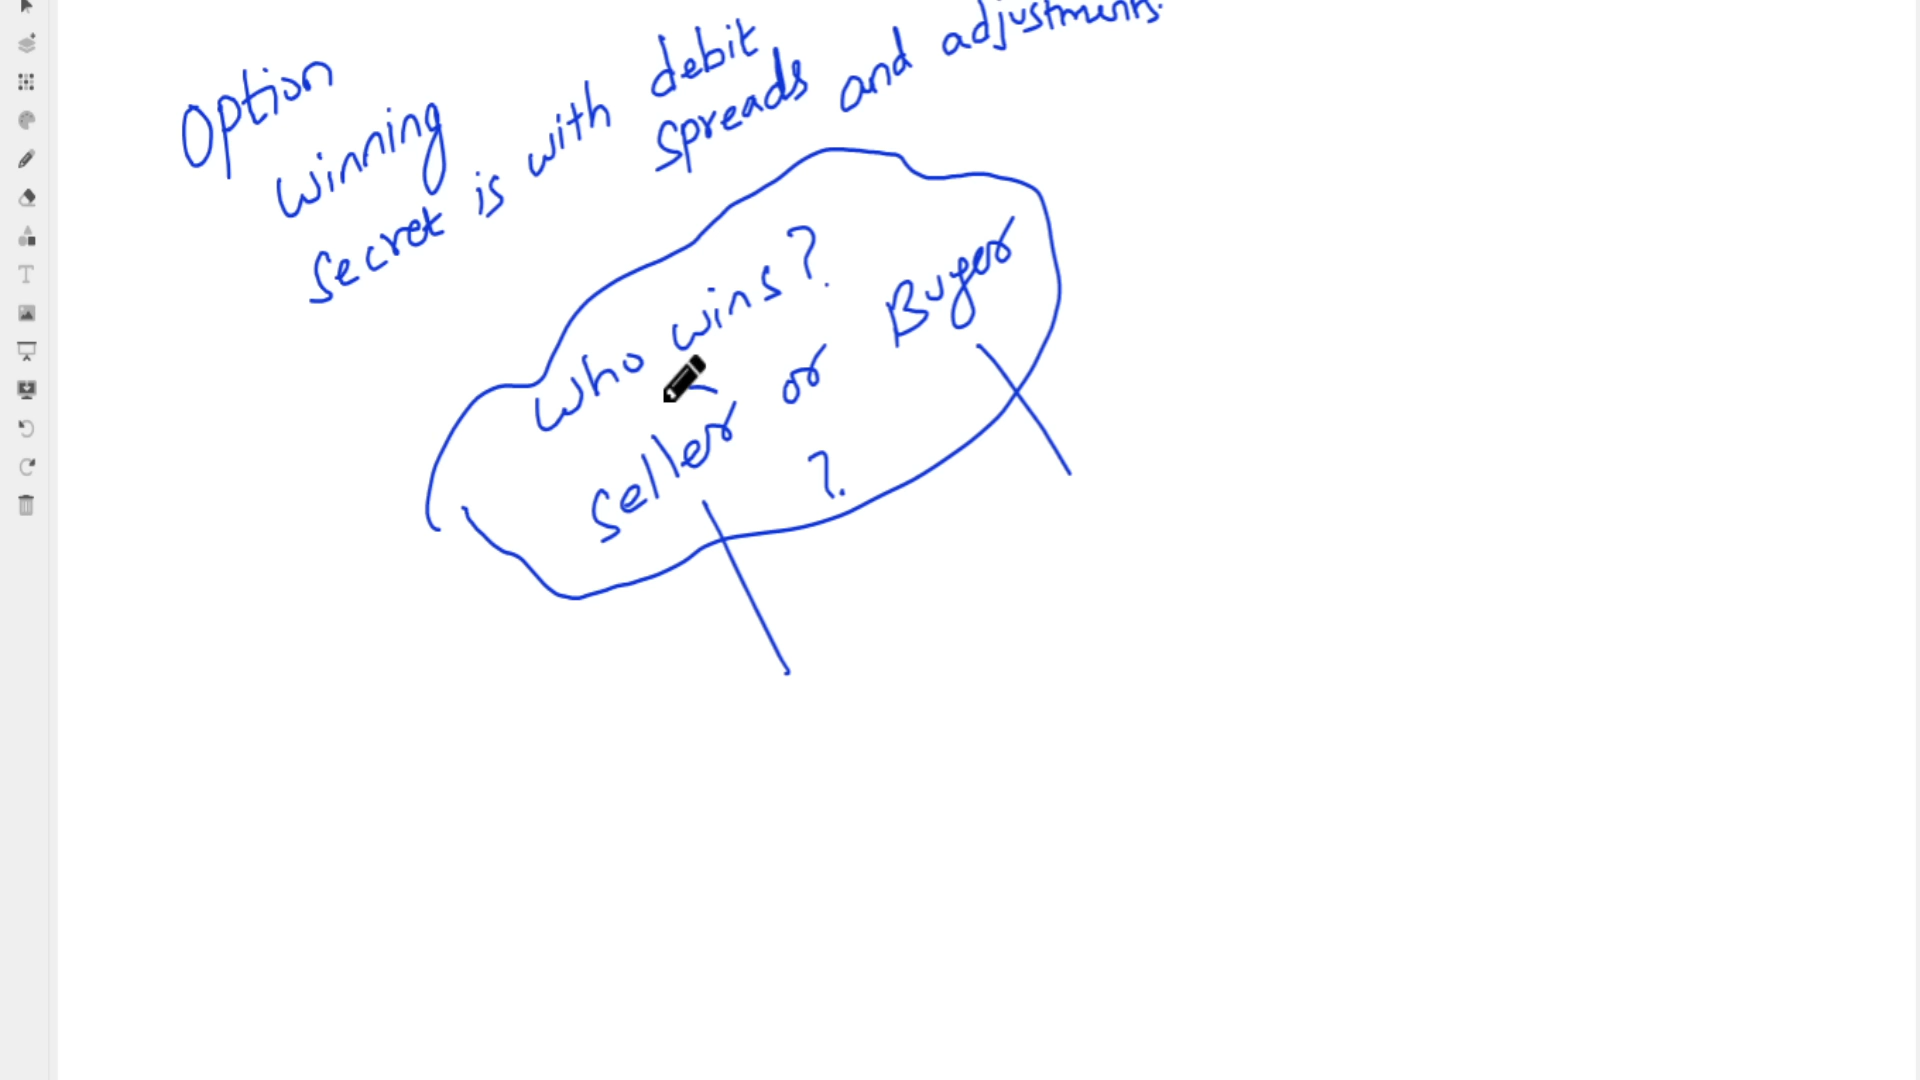 Option
winning
secret is with debit
spreads and adjustments.
who wins?
seller or Buyer
?